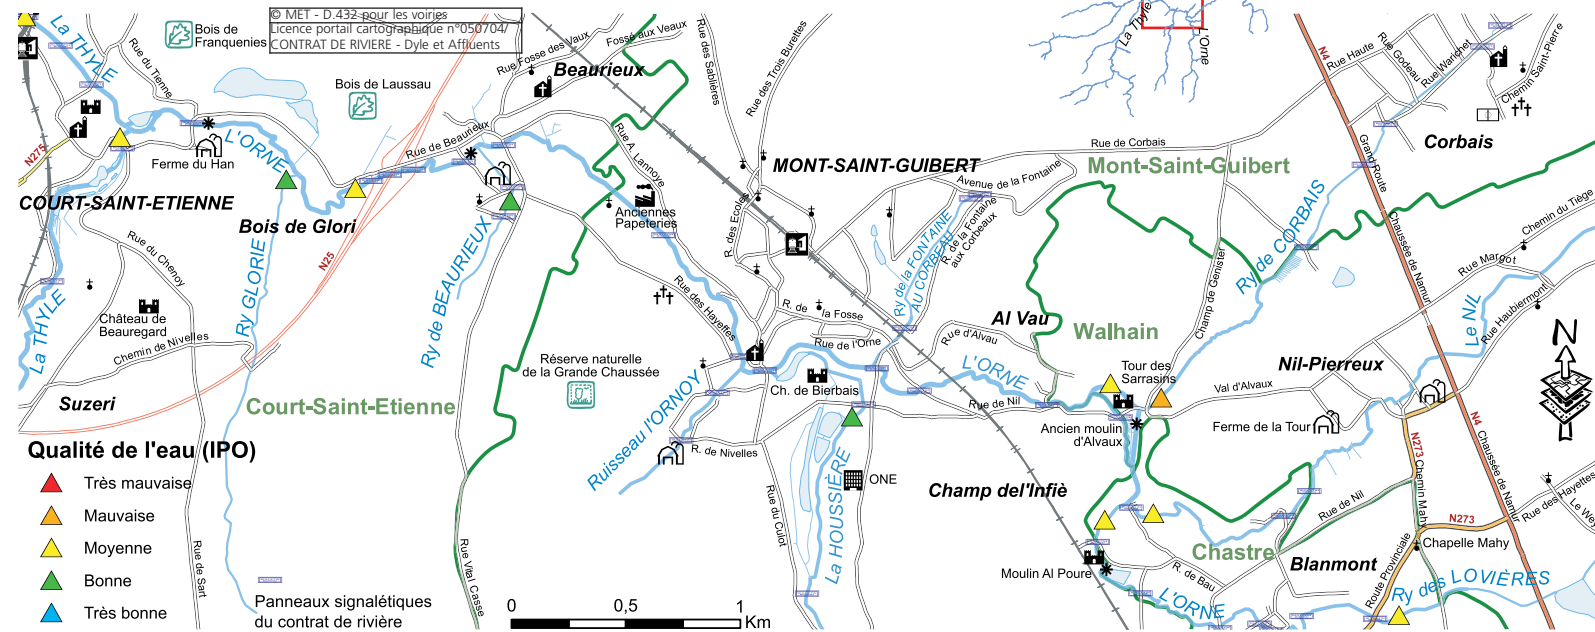 © MET - D.432 pour les voiries
Licence portail cartographique n°050704/
CONTRAT DE RIVIERE - Dyle et Affluents
La THYLE
Bois de
Franquenies
Rue du Tienne
Bois de Laussau
Rue Fosse des Vaux
Fossé aux Veaux
Beaurieux
Rue des Sablières
Rue des Trois Burettes
La Thyle
L'Orne
N4
Rue Haute
Rue Godeau
Rue Warichet
Chemin Saint-Pierre
Corbais
N275
Ferme du Han
L'ORNE
Rue de Beaurieux
Rue A. Lannoye
MONT-SAINT-GUIBERT
Rue de Corbais
Mont-Saint-Guibert
Grand-Route
COURT-SAINT-ETIENNE
Bois de Glori
Anciennes
Papeteries
R. des Ecoles
Avenue de la Fontaine
R. de la Fontaine
aux Corbeaux
Ry de la FONTAINE
AU CORBEAU
Ry de CORBAIS
Chaussée de Namur
Chemin du Tiège
Rue Margot
Rue du Chenoy
N25
Ry GLORIE
Ry de BEAURIEUX
Rue des Hayeffes
Champ de Genister
Rue Haubiermont
Le NIL
La THYLE
Château de
Beauregard
Chemin de Nivelles
R. de la Fosse
Rue de l'Orne
Al Vau
Rue d'Alvau
Walhain
N
Réserve naturelle
de la Grande Chaussée
Ch. de Bierbais
L'ORNE
Tour des
Sarrasins
Nil-Pierreux
Val d'Alvaux
Suzeri
Court-Saint-Etienne
Ruisseau l'ORNOY
Rue de Nil
Ancien moulin
d'Alvaux
Ferme de la Tour
N4
Qualité de l'eau (IPO)
R. de Nivelles
N273
Chemin Mahy
Chaussée de Namur
Très mauvaise
Mauvaise
Moyenne
Bonne
Très bonne
La HOUSSIÈRE
ONE
Champ del'Infiè
Rue du Culot
Rue de Nil
N273
Rue des Hayettes
Chastre
Blanmont
Chapelle Mahy
Rue de Sart
Rue Vital Casse
Moulin Al Poure
R. de Bau
Route Provinciale
Ry des LOVIÈRES
L'ORNE
Panneaux signalétiques
du contrat de rivière
0 0,5 1 Km